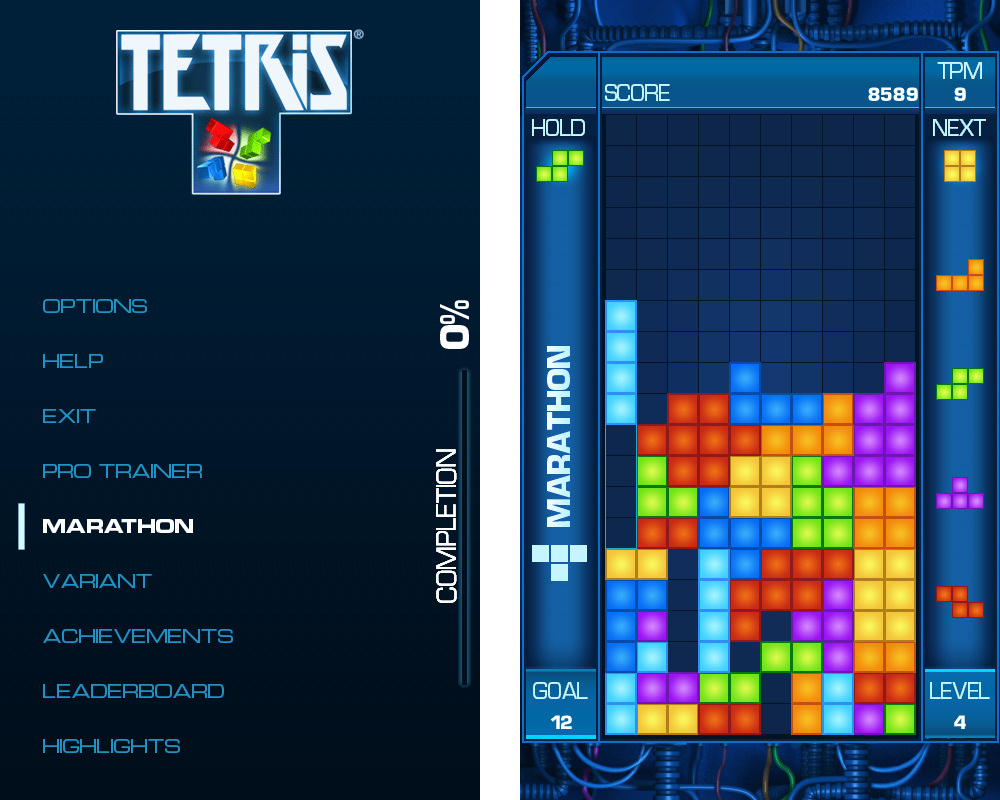 TETRiS®
OPTIONS
HELP
EXIT
PRO TRAINER
MARATHON
VARIANT
ACHIEVEMENTS
LEADERBOARD
HIGHLIGHTS
COMPLETION
0%
SCORE
8589
TPM
9
HOLD
NEXT
MARATHON
GOAL
12
LEVEL
4